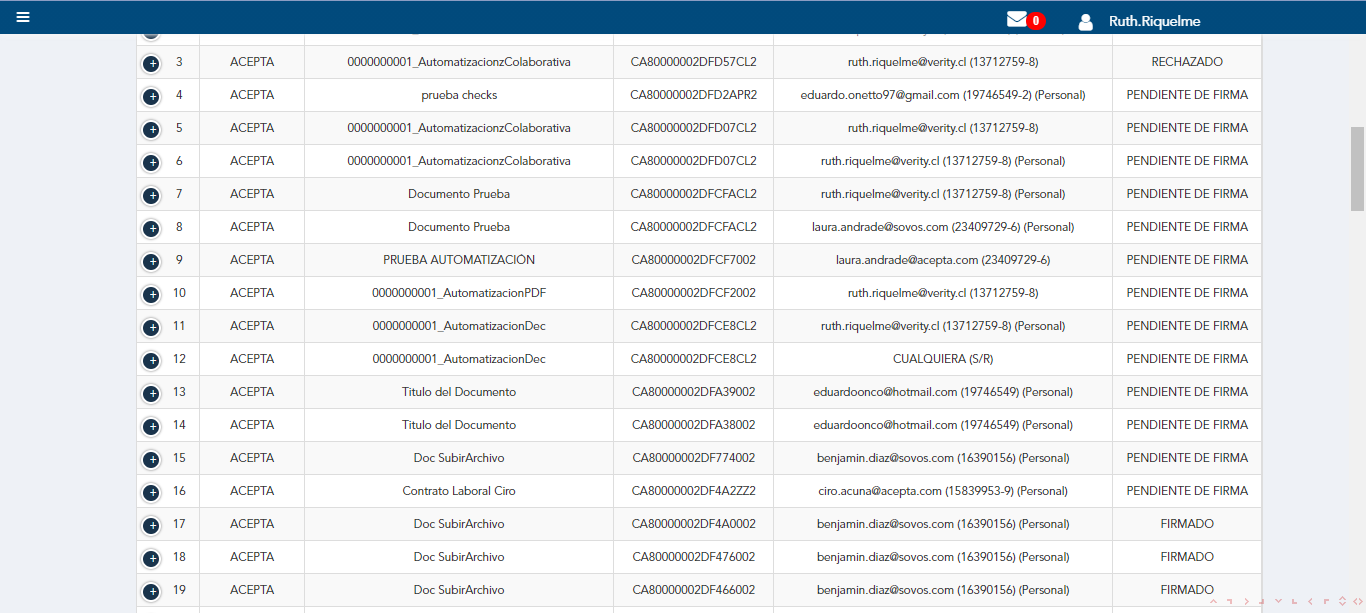 0 Ruth.Riquelme
3 ACEPTA 0000000001_AutomatizacionzColaborativa CA80000002DFD57CL2 ruth.riquelme@verity.cl (13712759-8) RECHAZADO
4 ACEPTA prueba checks CA80000002DFD2APR2 eduardo.onetto97@gmail.com (19746549-2) (Personal) PENDIENTE DE FIRMA
5 ACEPTA 0000000001_AutomatizacionzColaborativa CA80000002DFD07CL2 ruth.riquelme@verity.cl (13712759-8) PENDIENTE DE FIRMA
6 ACEPTA 0000000001_AutomatizacionzColaborativa CA80000002DFD07CL2 ruth.riquelme@verity.cl (13712759-8) (Personal) PENDIENTE DE FIRMA
7 ACEPTA Documento Prueba CA80000002DFCFACL2 ruth.riquelme@verity.cl (13712759-8) (Personal) PENDIENTE DE FIRMA
8 ACEPTA Documento Prueba CA80000002DFCFACL2 laura.andrade@sovos.com (23409729-6) (Personal) PENDIENTE DE FIRMA
9 ACEPTA PRUEBA AUTOMATIZACIÓN CA80000002DFCF7002 laura.andrade@acepta.com (23409729-6) PENDIENTE DE FIRMA
10 ACEPTA 0000000001_AutomatizacionPDF CA80000002DFCF2002 ruth.riquelme@verity.cl (13712759-8) PENDIENTE DE FIRMA
11 ACEPTA 0000000001_AutomatizacionDec CA80000002DFCE8CL2 ruth.riquelme@verity.cl (13712759-8) (Personal) PENDIENTE DE FIRMA
12 ACEPTA 0000000001_AutomatizacionDec CA80000002DFCE8CL2 CUALQUIERA (S/R) PENDIENTE DE FIRMA
13 ACEPTA Titulo del Documento CA80000002DFA39002 eduardoonco@hotmail.com (19746549) (Personal) PENDIENTE DE FIRMA
14 ACEPTA Titulo del Documento CA80000002DFA38002 eduardoonco@hotmail.com (19746549) (Personal) PENDIENTE DE FIRMA
15 ACEPTA Doc SubirArchivo CA80000002DF774002 benjamin.diaz@sovos.com (16390156) (Personal) PENDIENTE DE FIRMA
16 ACEPTA Contrato Laboral Ciro CA80000002DF4A2ZZ2 ciro.acuna@acepta.com (15839953-9) (Personal) PENDIENTE DE FIRMA
17 ACEPTA Doc SubirArchivo CA80000002DF4A0002 benjamin.diaz@sovos.com (16390156) (Personal) FIRMADO
18 ACEPTA Doc SubirArchivo CA80000002DF476002 benjamin.diaz@sovos.com (16390156) (Personal) FIRMADO
19 ACEPTA Doc SubirArchivo CA80000002DF466002 benjamin.diaz@sovos.com (16390156) (Personal) FIRMADO